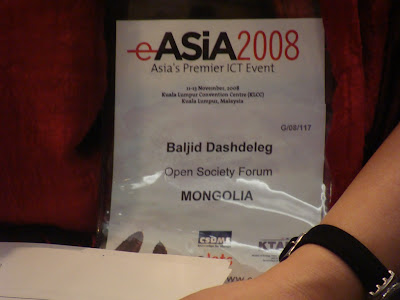 eASiA2008
Asia's Premier ICT Event
11-13 November, 2008
Kuala Lumpur Convention Centre (KLCC)
Kuala Lumpur, Malaysia
G/08/117
Baljid Dashdeleg
Open Society Forum
MONGOLIA
CSDMS